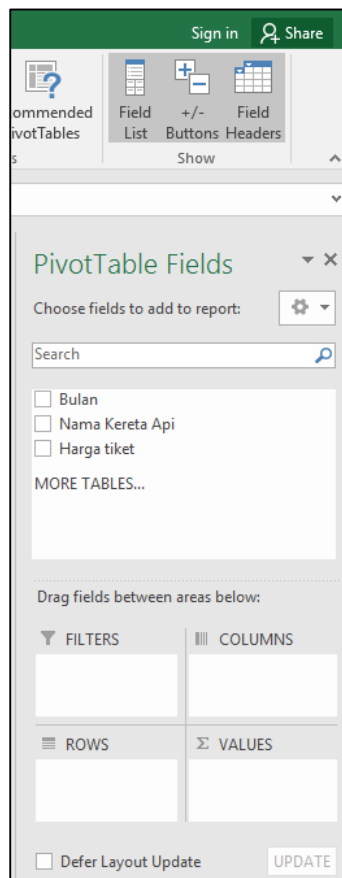 Sign in Share
ommended
ivotTables
Field
List
+/-
Buttons
Field
Headers
s
Show
PivotTable Fields
Choose fields to add to report:
Search
Bulan
Nama Kereta Api
Harga tiket
MORE TABLES...
Drag fields between areas below:
FILTERS
COLUMNS
ROWS
Σ VALUES
Defer Layout Update
UPDATE